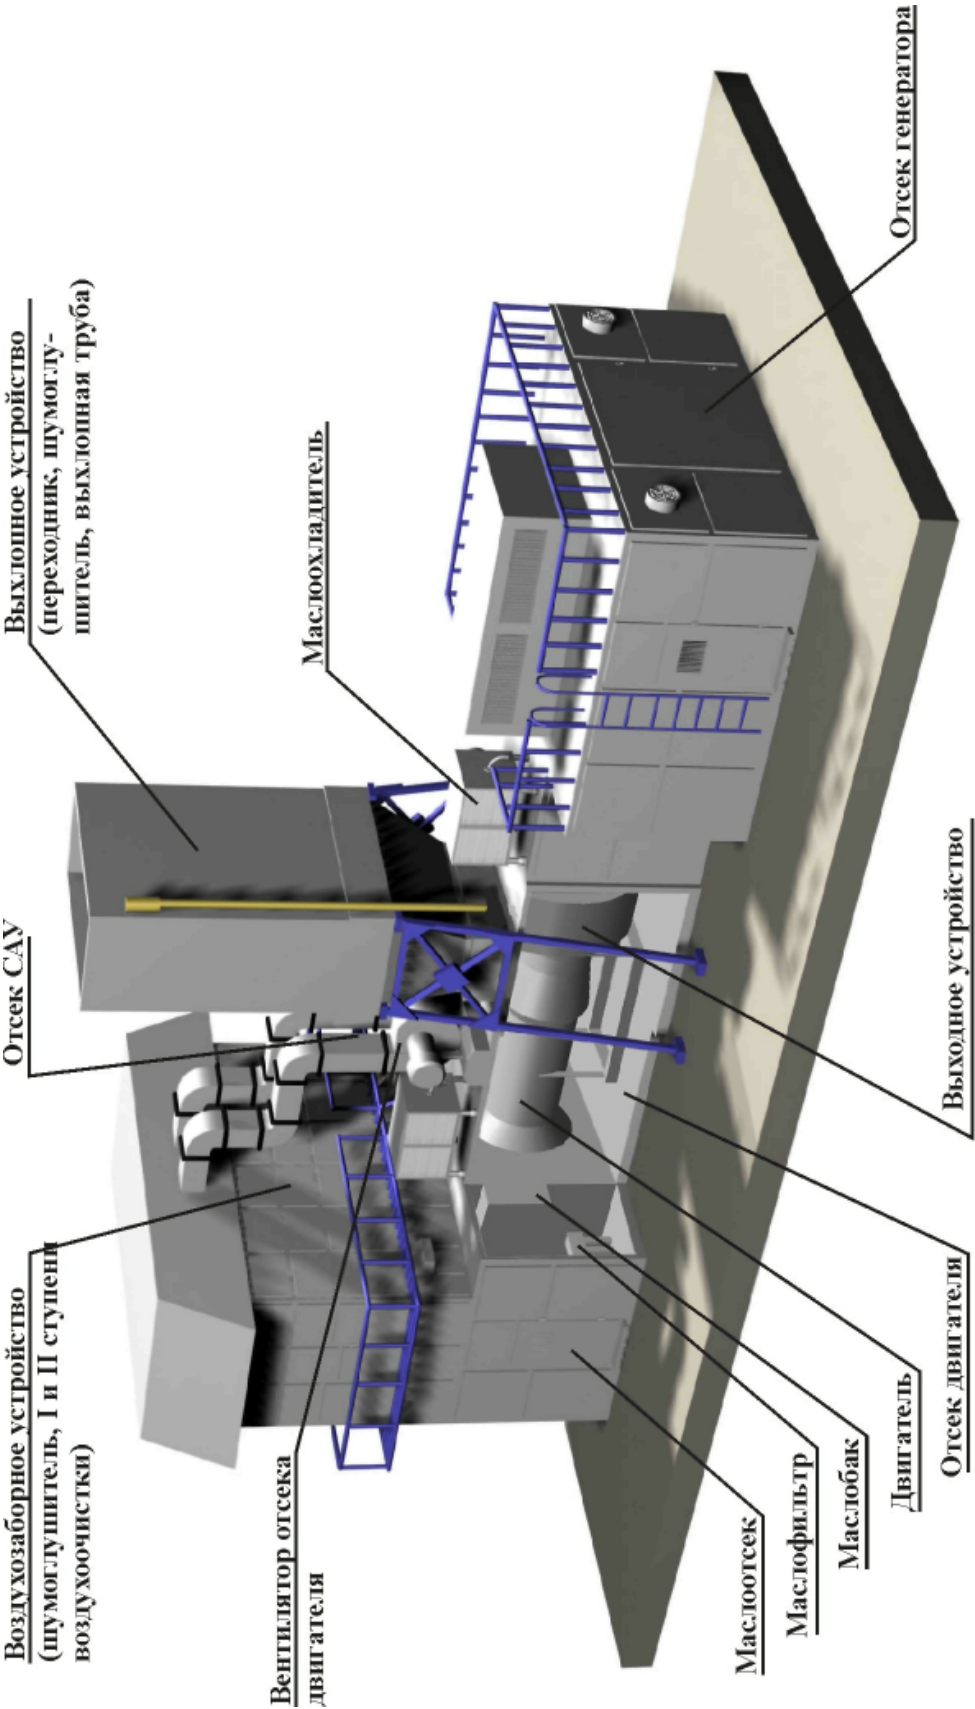 Воздухозаборное устройство
(шумоглушитель, I и II ступени
воздухоочистки)
Отсек САУ
Выхлопное устройство
(переходник, шумоглу-
шитель, выхлопная труба)
Вентилятор отсека
двигателя
Маслоохладитель
Маслоотсек
Маслофильтр
Маслобак
Двигатель
Отсек двигателя
Выходное устройство
Отсек генератора